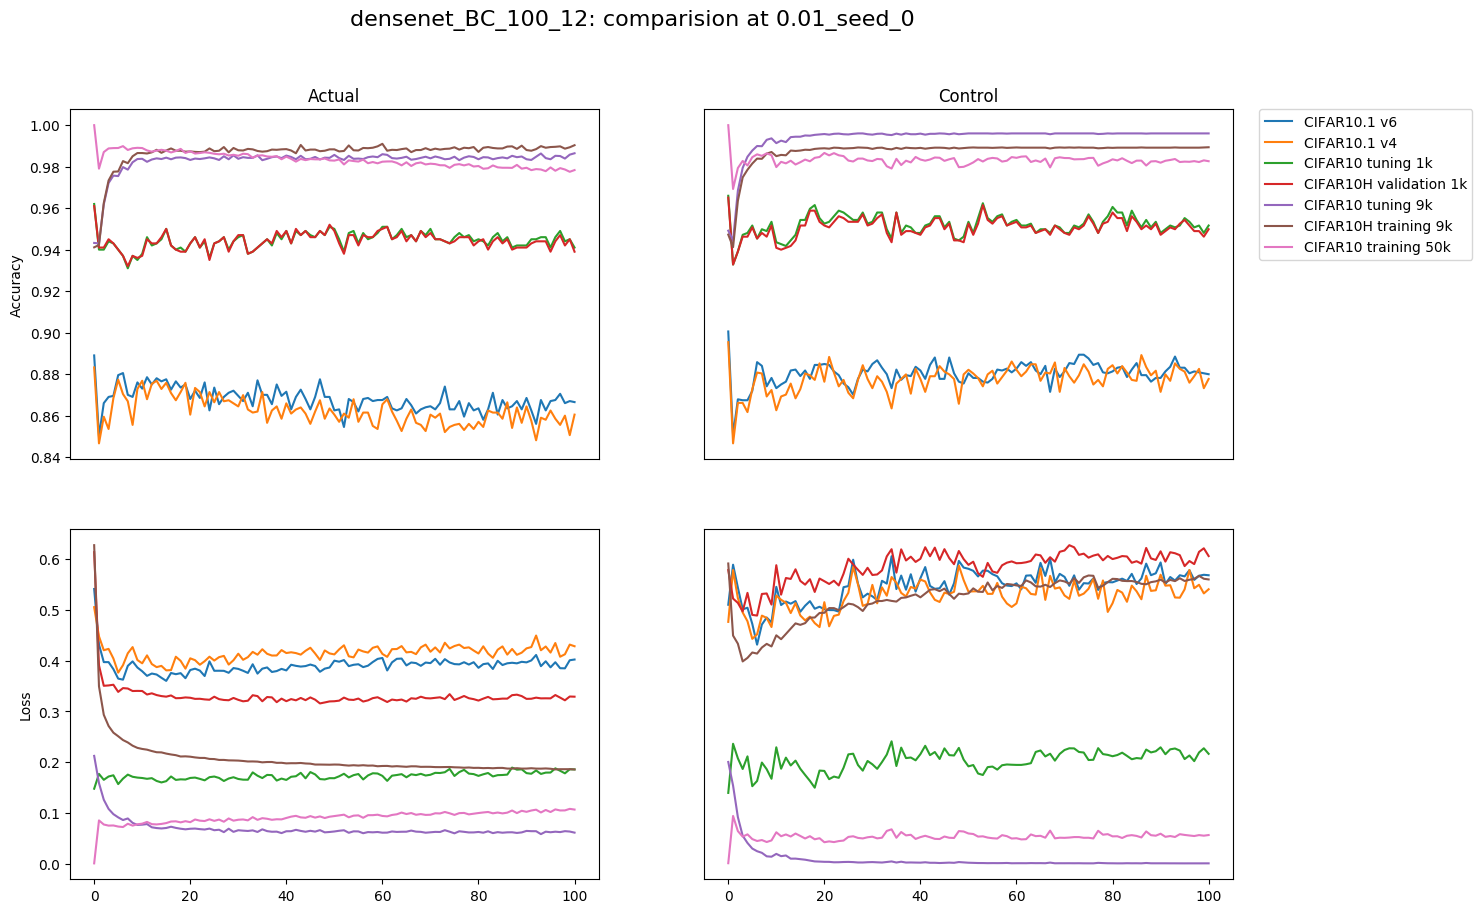 densenet_BC_100_12: comparision at 0.01_seed_0
Actual
Control
Accuracy
1.00
0.98
0.96
0.94
0.92
0.90
0.88
0.86
0.84
CIFAR10.1 v6
CIFAR10.1 v4
CIFAR10 tuning 1k
CIFAR10H validation 1k
CIFAR10 tuning 9k
CIFAR10H training 9k
CIFAR10 training 50k
Loss
0.6
0.5
0.4
0.3
0.2
0.1
0.0
0 20 40 60 80 100
0 20 40 60 80 100